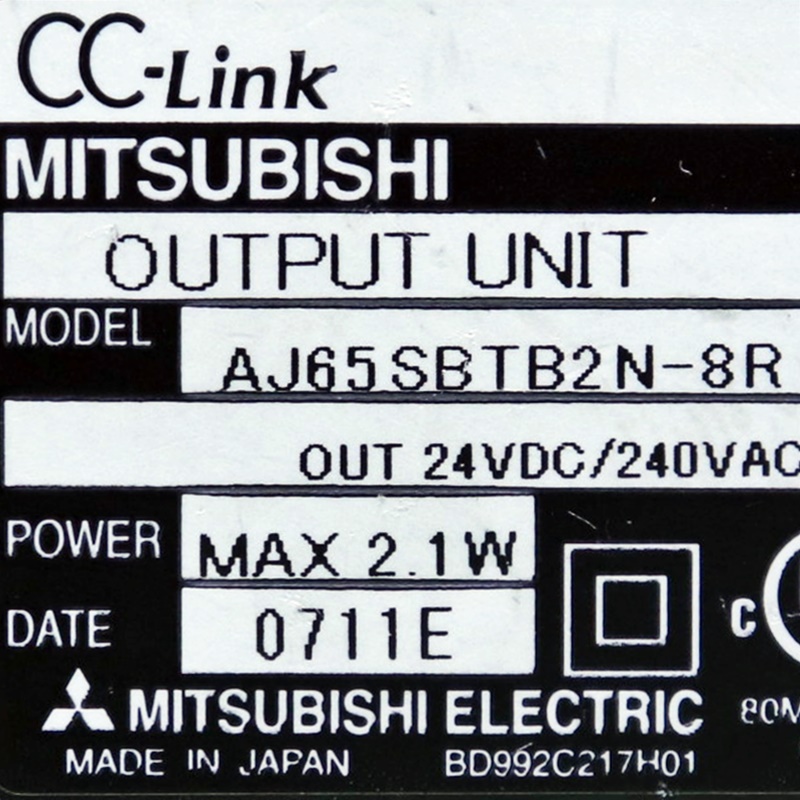 CC-Link
MITSUBISHI
OUTPUT UNIT
MODEL AJ65SBTB2N-8R
OUT 24VDC/240VAC
POWER MAX 2.1W
DATE 0711E
C
MITSUBISHI ELECTRIC
80M
MADE IN JAPAN BD992C217H01